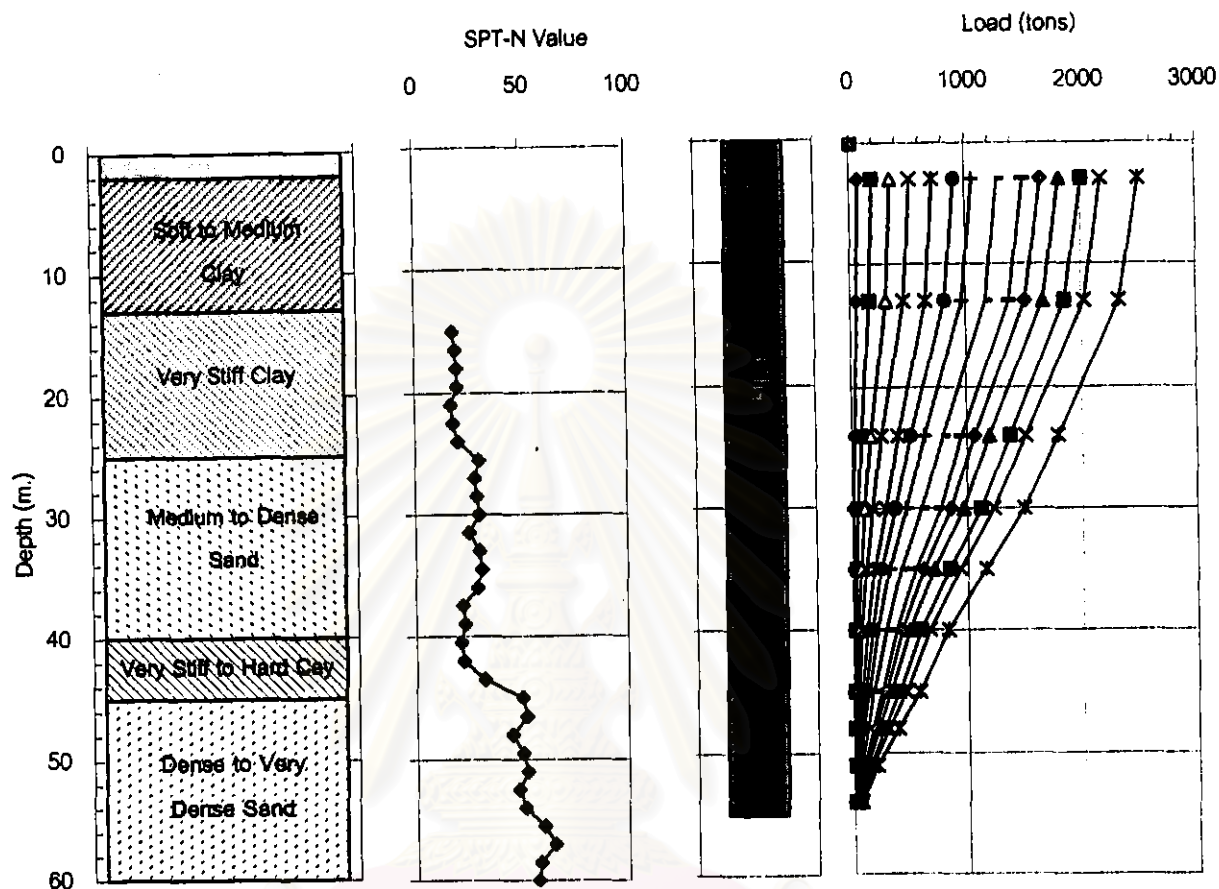 SPT-N Value
Load (tons)
0 50 100
0 1000 2000 3000
0
10
20
30
40
50
60
Depth (m.)
Soft to Medium
Clay
Very Stiff Clay
Medium to Dense
Sand
Very Stiff to Hard Cay
Dense to Very
Dense Sand